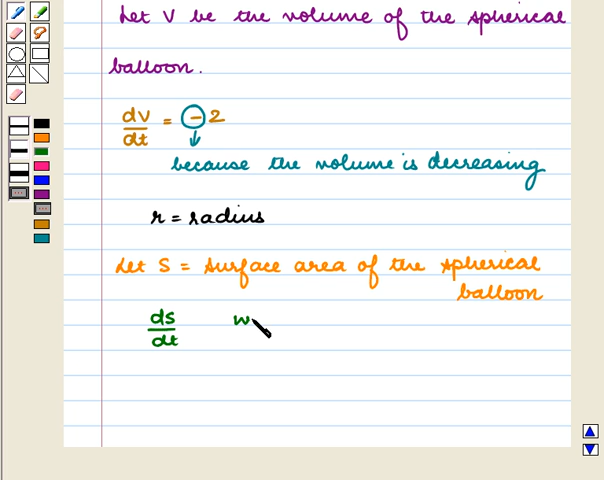 Let V be the volume of the spherical
balloon.
dV/dt = -2
because the volume is decreasing
r = radius
Let S = Surface area of the spherical
balloon
ds/dt w